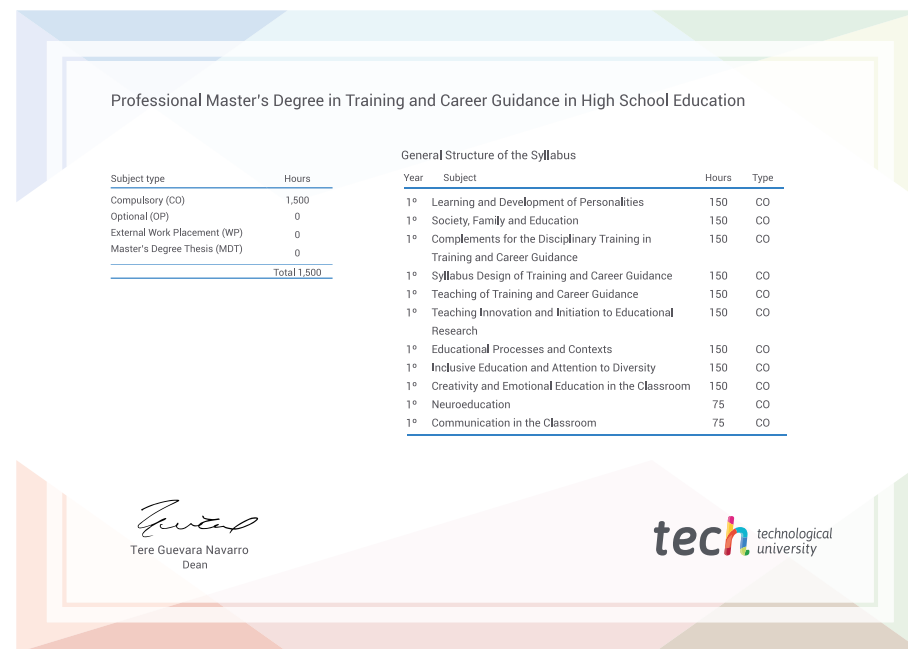 Professional Master's Degree in Training and Career Guidance in High School Education
Subject type Hours
Compulsory (CO) 1,500
Optional (OP) 0
External Work Placement (WP) 0
Master's Degree Thesis (MDT) 0
Total 1,500
General Structure of the Syllabus
Year Subject Hours Type
1º Learning and Development of Personalities 150 CO
1º Society, Family and Education 150 CO
1º Complements for the Disciplinary Training in 150 CO
Training and Career Guidance
1º Syllabus Design of Training and Career Guidance 150 CO
1º Teaching of Training and Career Guidance 150 CO
1º Teaching Innovation and Initiation to Educational 150 CO
Research
1º Educational Processes and Contexts 150 CO
1º Inclusive Education and Attention to Diversity 150 CO
1º Creativity and Emotional Education in the Classroom 150 CO
1º Neuroeducation 75 CO
1º Communication in the Classroom 75 CO
Tere Guevara Navarro
Dean
tech technological
university